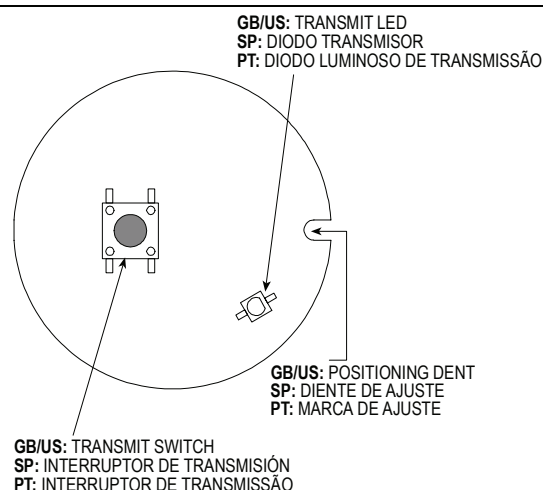 GB/US: TRANSMIT LED
SP: DIODO TRANSMISOR
PT: DIODO LUMINOSO DE TRANSMISSÃO
GB/US: POSITIONING DENT
SP: DIENTE DE AJUSTE
PT: MARCA DE AJUSTE
GB/US: TRANSMIT SWITCH
SP: INTERRUPTOR DE TRANSMISIÓN
PT: INTERRUPTOR DE TRANSMISSÃO